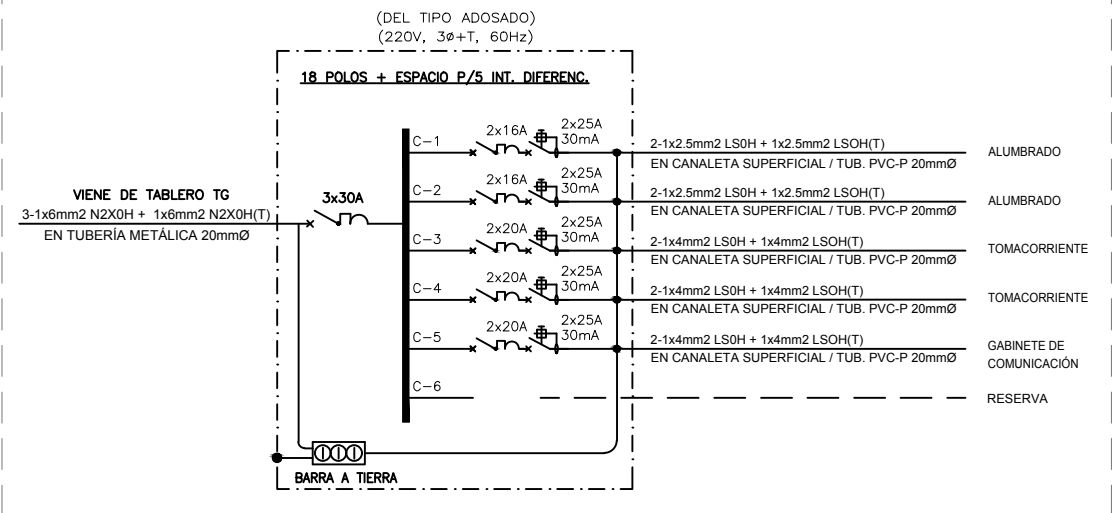 (DEL TIPO ADOSADO)
(220V, 3ø+T, 60Hz)
18 POLOS + ESPACIO P/5 INT. DIFERENC.
VIENE DE TABLERO TG
3-1x6mm2 N2X0H + 1x6mm2 N2X0H(T)
EN TUBERÍA METÁLICA 20mmØ
3x30A
C-1
2x16A
2x25A
30mA
2-1x2.5mm2 LS0H + 1x2.5mm2 LSOH(T)
EN CANALETA SUPERFICIAL / TUB. PVC-P 20mmØ
ALUMBRADO
C-2
2x16A
2x25A
30mA
2-1x2.5mm2 LS0H + 1x2.5mm2 LSOH(T)
EN CANALETA SUPERFICIAL / TUB. PVC-P 20mmØ
ALUMBRADO
C-3
2x20A
2x25A
30mA
2-1x4mm2 LS0H + 1x4mm2 LSOH(T)
EN CANALETA SUPERFICIAL / TUB. PVC-P 20mmØ
TOMACORRIENTE
C-4
2x20A
2x25A
30mA
2-1x4mm2 LS0H + 1x4mm2 LSOH(T)
EN CANALETA SUPERFICIAL / TUB. PVC-P 20mmØ
TOMACORRIENTE
C-5
2x20A
2x25A
30mA
2-1x4mm2 LS0H + 1x4mm2 LSOH(T)
EN CANALETA SUPERFICIAL / TUB. PVC-P 20mmØ
GABINETE DE
COMUNICACIÓN
C-6
RESERVA
BARRA A TIERRA